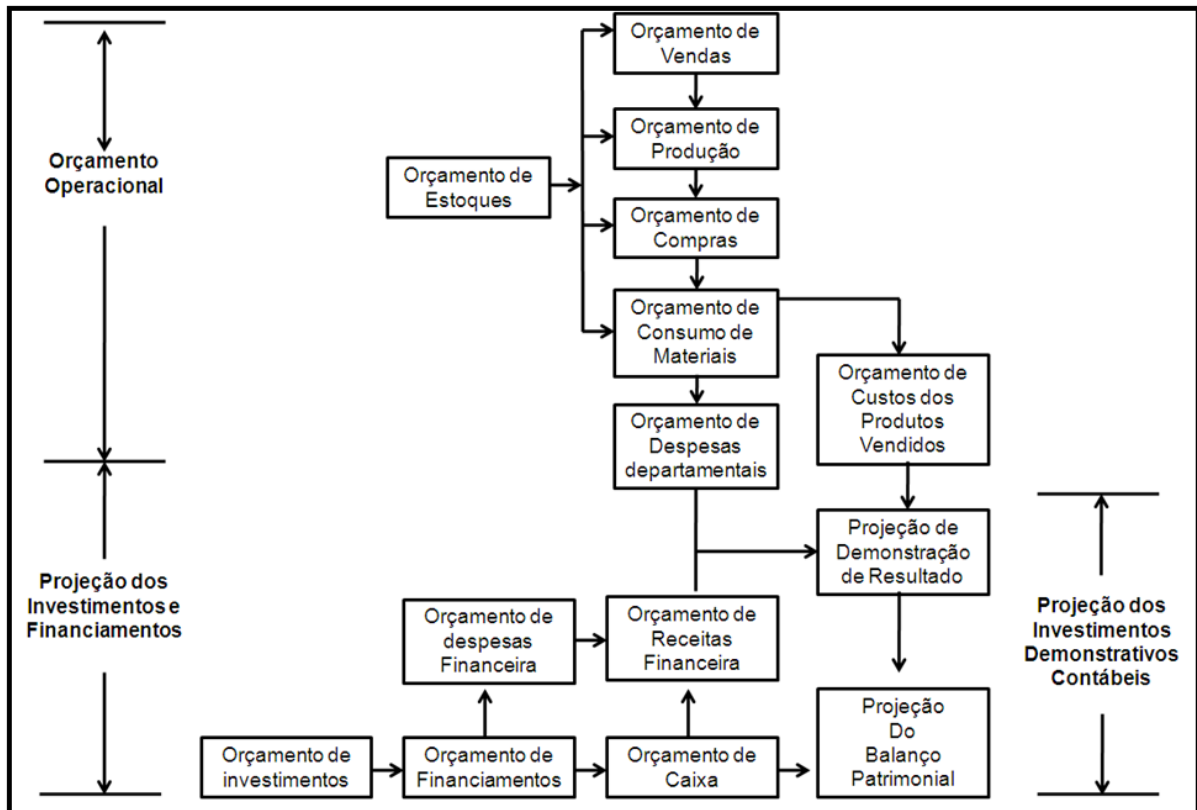 Orçamento de
Vendas
Orçamento de
Produção
Orçamento
Operacional
Orçamento de
Estoques
Orçamento de
Compras
Orçamento de
Consumo de
Materiais
Orçamento de
Custos dos
Produtos
Vendidos
Orçamento de
Despesas
departamentais
Projeção de
Demonstração
de Resultado
Projeção dos
Investimentos e
Financiamentos
Orçamento de
despesas
Financeira
Orçamento de
Receitas
Financeira
Projeção dos
Investimentos
Demonstrativos
Contábeis
Orçamento de
investimentos
Orçamento de
Financiamentos
Orçamento de
Caixa
Projeção
Do
Balanço
Patrimonial